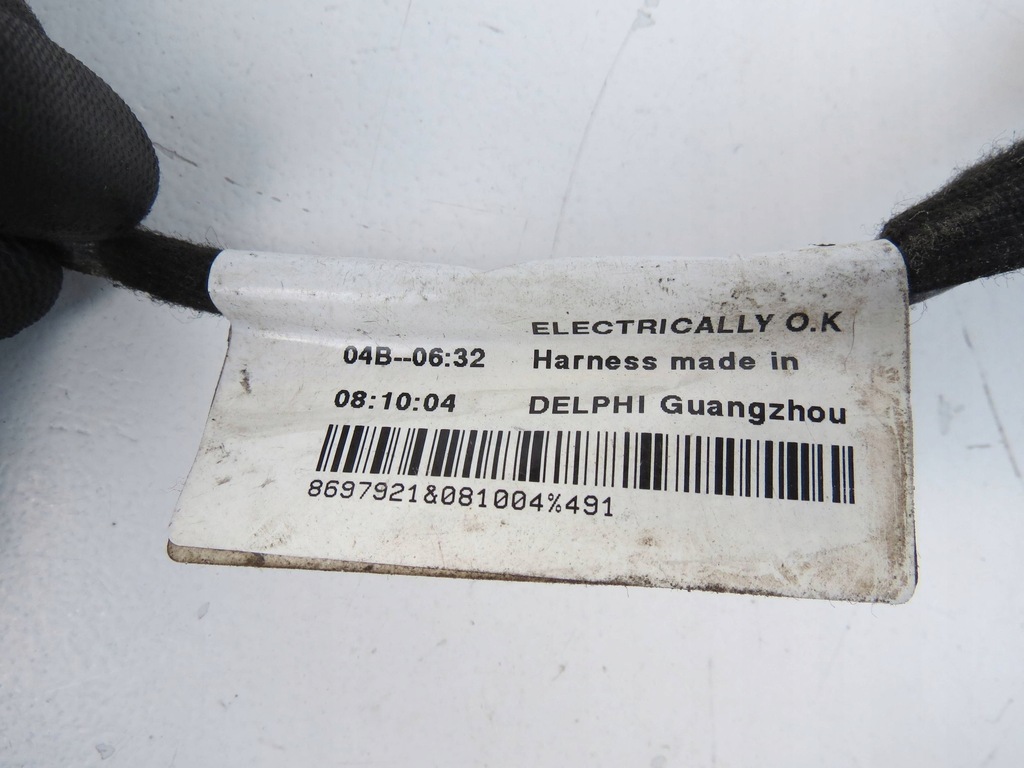 ELECTRICALLY O.K
04B--06:32 Harness made in
08:10:04 DELPHI Guangzhou
8697921&081004%491